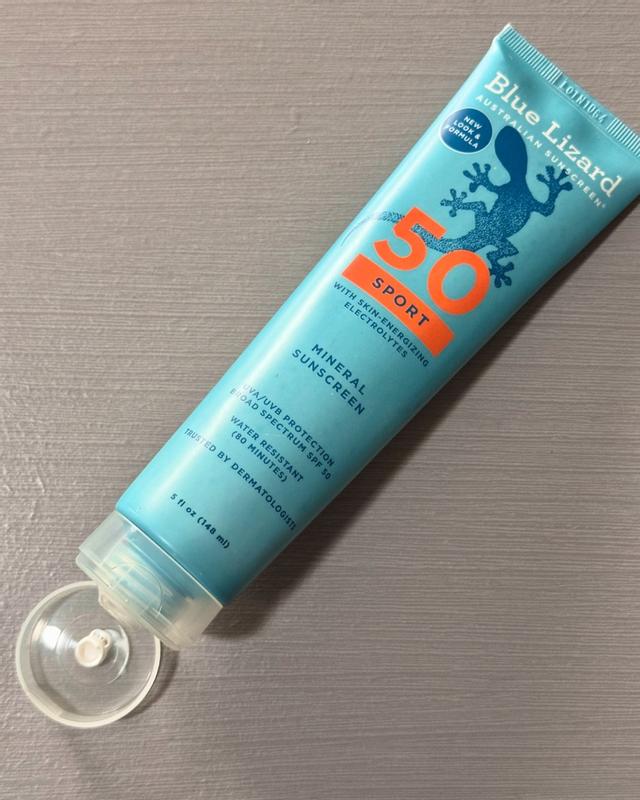 LOTN1064
Blue Lizard
AUSTRALIAN SUNSCREEN®
NEW
LOOK &
FORMULA
50
SPORT
WITH SKIN-ENERGIZING
ELECTROLYTES
MINERAL
SUNSCREEN
UVA/UVB PROTECTION
BROAD SPECTRUM SPF 50
WATER RESISTANT
(80 MINUTES)
TRUSTED BY DERMATOLOGISTS
5 fl oz (148 ml)